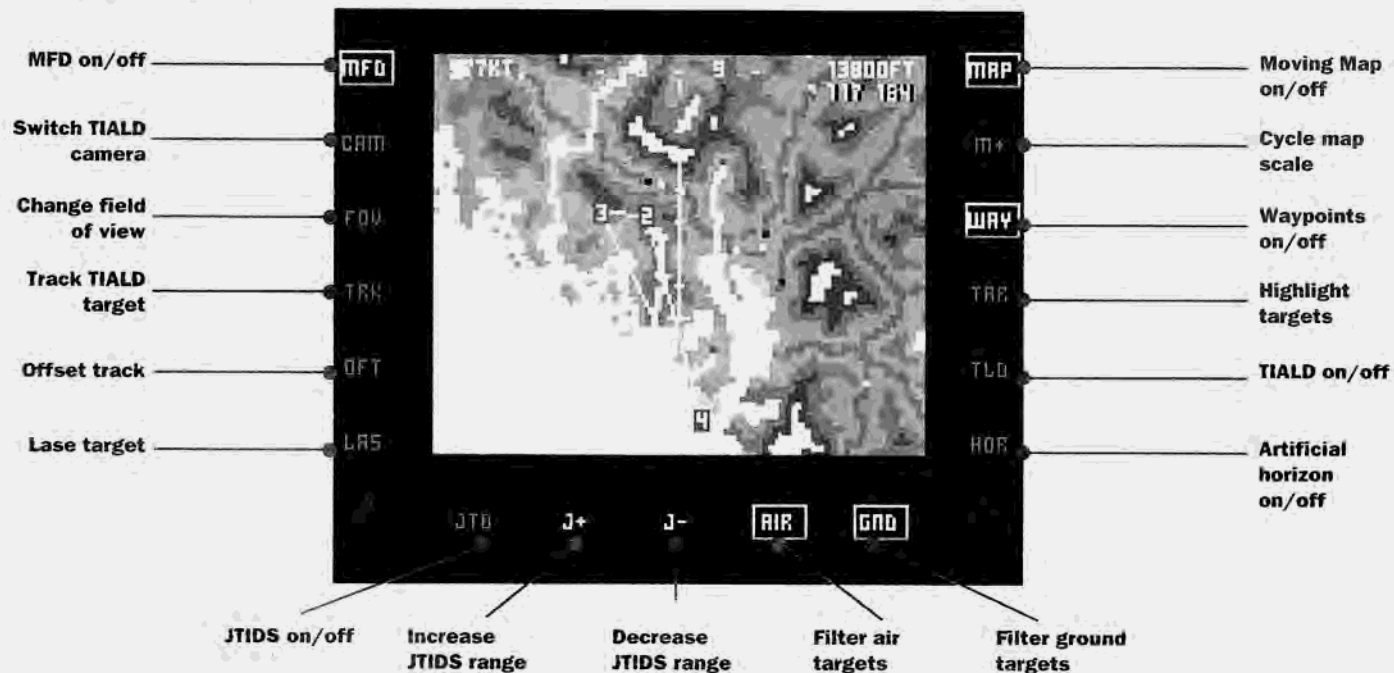 MFD on/off
Switch TIALD
camera
Change field
of view
Track TIALD
target
Offset track
Lase target
MFD
CAM
FOV
TRK
OFT
LAS
13800FT
117 184
3
2
4
MAP
M+
WAY
TAR
TLD
HOR
Moving Map
on/off
Cycle map
scale
Waypoints
on/off
Highlight
targets
TIALD on/off
Artificial
horizon
on/off
JTD
J+
J-
AIR
GND
JTIDS on/off
Increase
JTIDS range
Decrease
JTIDS range
Filter air
targets
Filter ground
targets